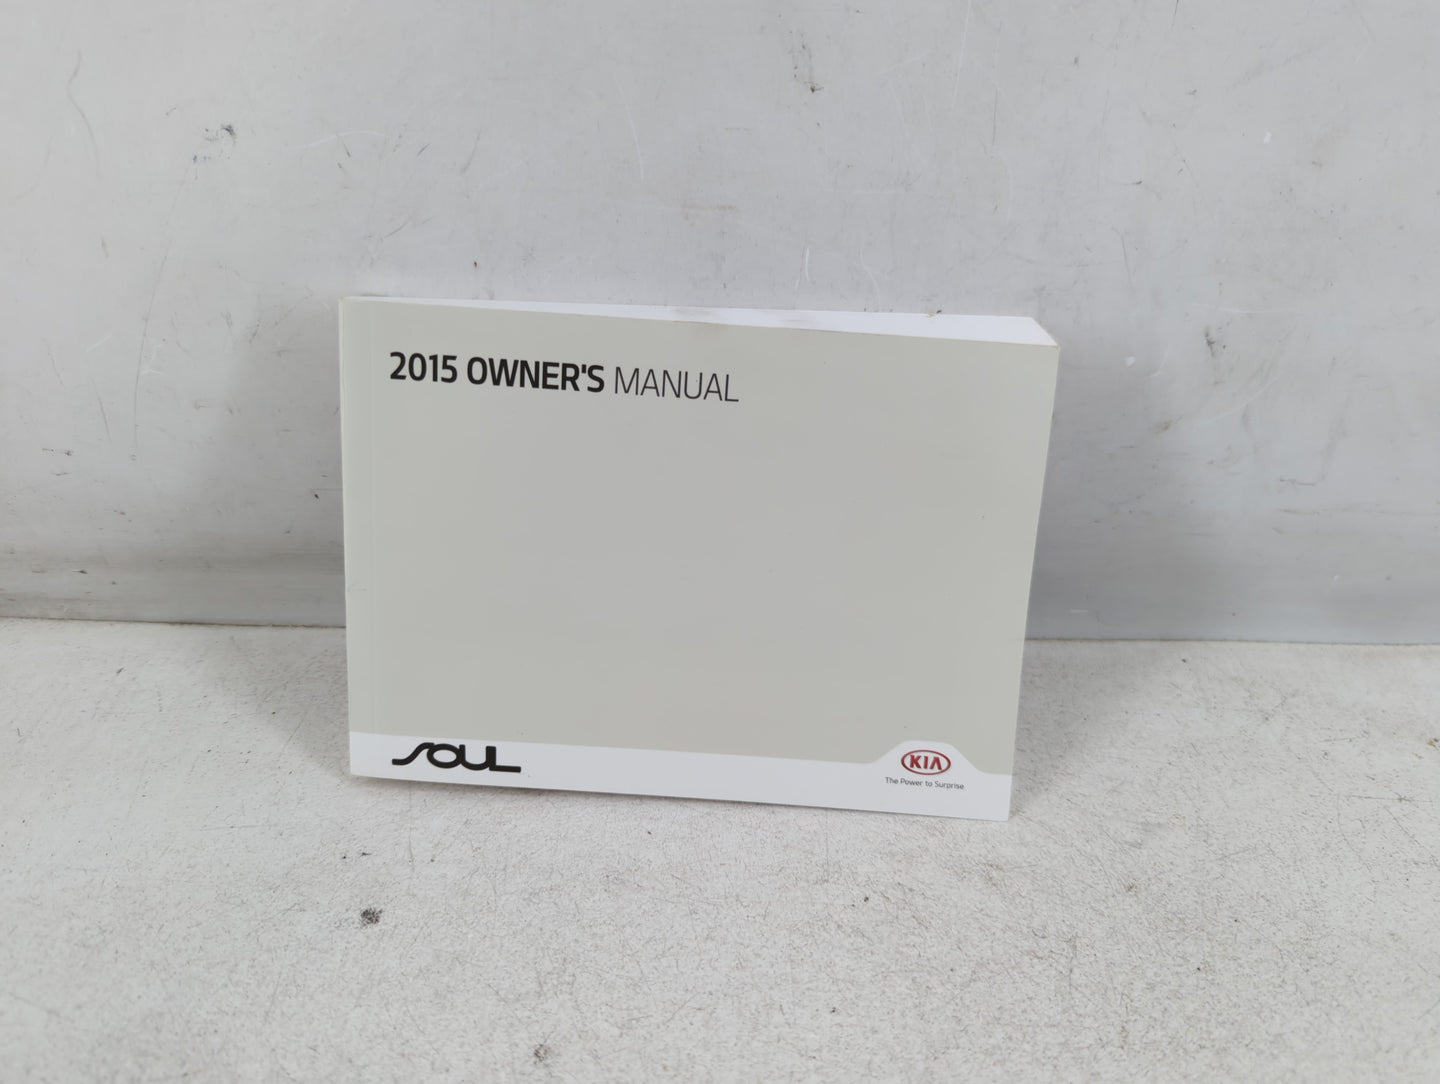 2015 OWNER'S MANUAL
SOUL
KIA
The Power to Surprise